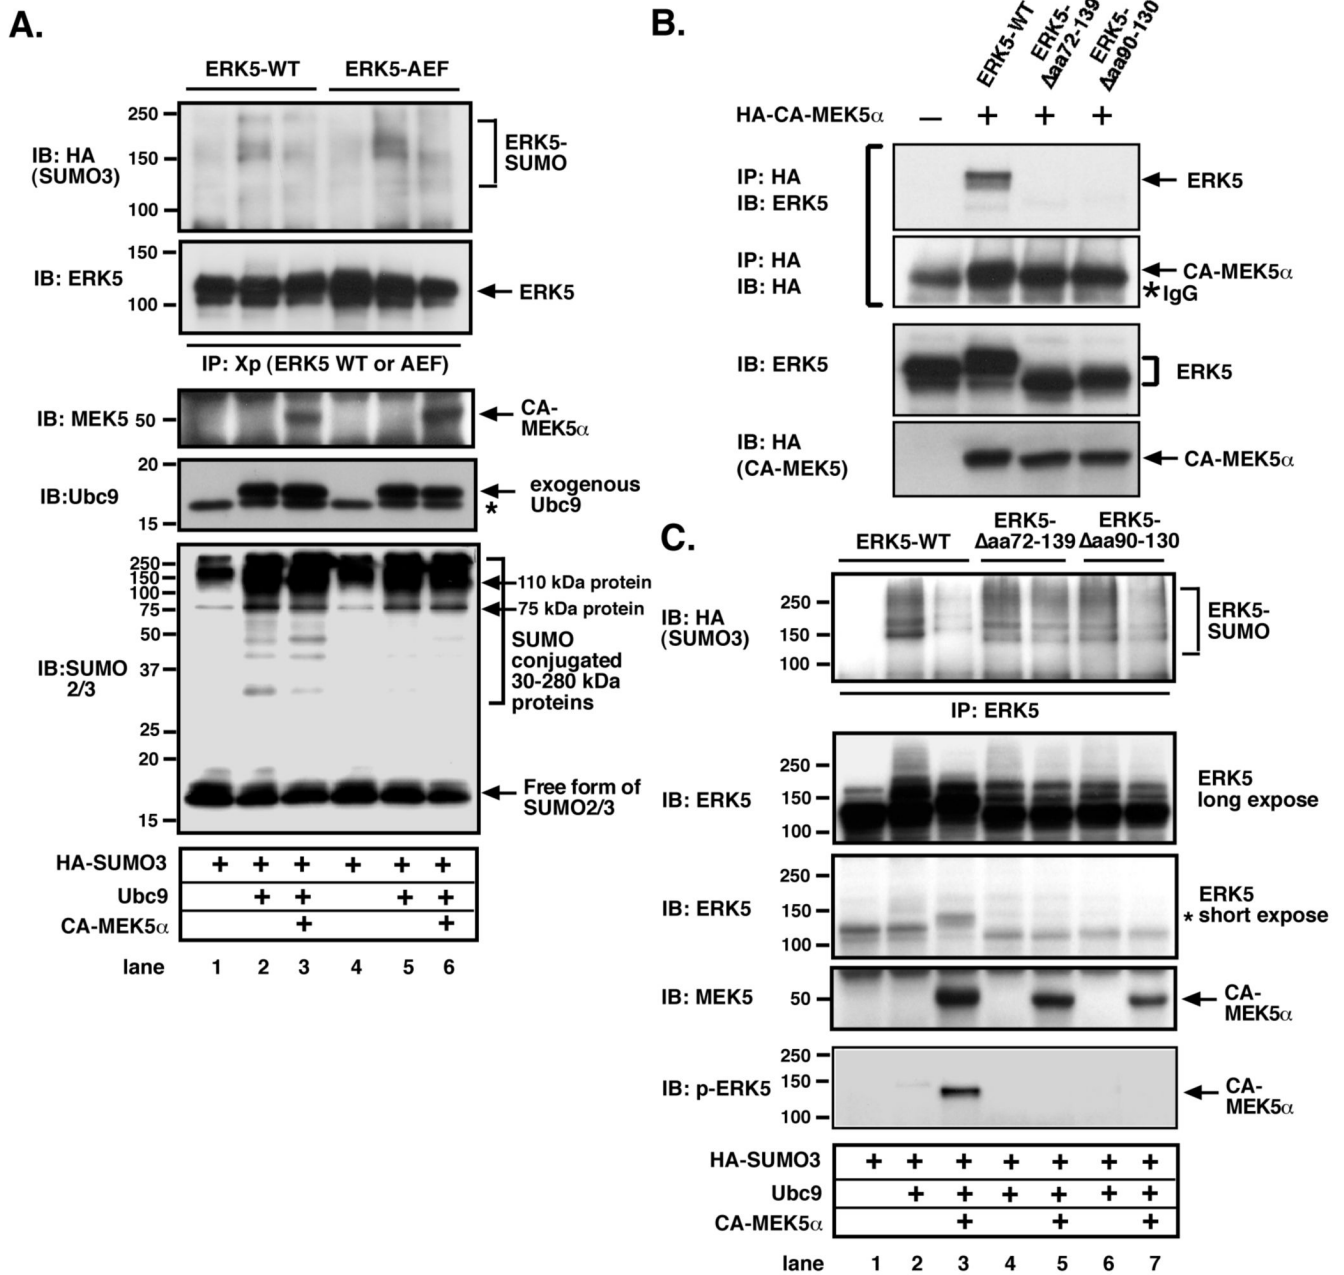 A.
ERK5-WT ERK5-AEF
250
150
100
IB: HA
(SUMO3)
ERK5-
SUMO
150
100
IB: ERK5
ERK5
IP: Xp (ERK5 WT or AEF)
IB: MEK5 50
CA-
MEK5α
20
15
IB:Ubc9
exogenous
Ubc9
*
250
150
100
75
50
37
25
20
15
IB:SUMO
2/3
110 kDa protein
75 kDa protein
SUMO
conjugated
30-280 kDa
proteins
Free form of
SUMO2/3
HA-SUMO3 + + + + + +
Ubc9 + + + +
CA-MEK5α + +
lane 1 2 3 4 5 6
B.
ERK5-WT
ERK5-
Δaa72-139
ERK5-
Δaa90-130
HA-CA-MEK5α — + + +
IP: HA
IB: ERK5
ERK5
IP: HA
IB: HA
CA-MEK5α
*IgG
IB: ERK5
ERK5
IB: HA
(CA-MEK5)
CA-MEK5α
C.
ERK5-WT
ERK5-
Δaa72-139
ERK5-
Δaa90-130
IB: HA
(SUMO3)
250
150
100
ERK5-
SUMO
IP: ERK5
IB: ERK5
250
150
100
ERK5
long expose
IB: ERK5
250
150
100
ERK5
* short expose
IB: MEK5 50
CA-
MEK5α
IB: p-ERK5
250
150
100
CA-
MEK5α
HA-SUMO3 + + + + + + +
Ubc9 + + + + + +
CA-MEK5α + + +
lane 1 2 3 4 5 6 7